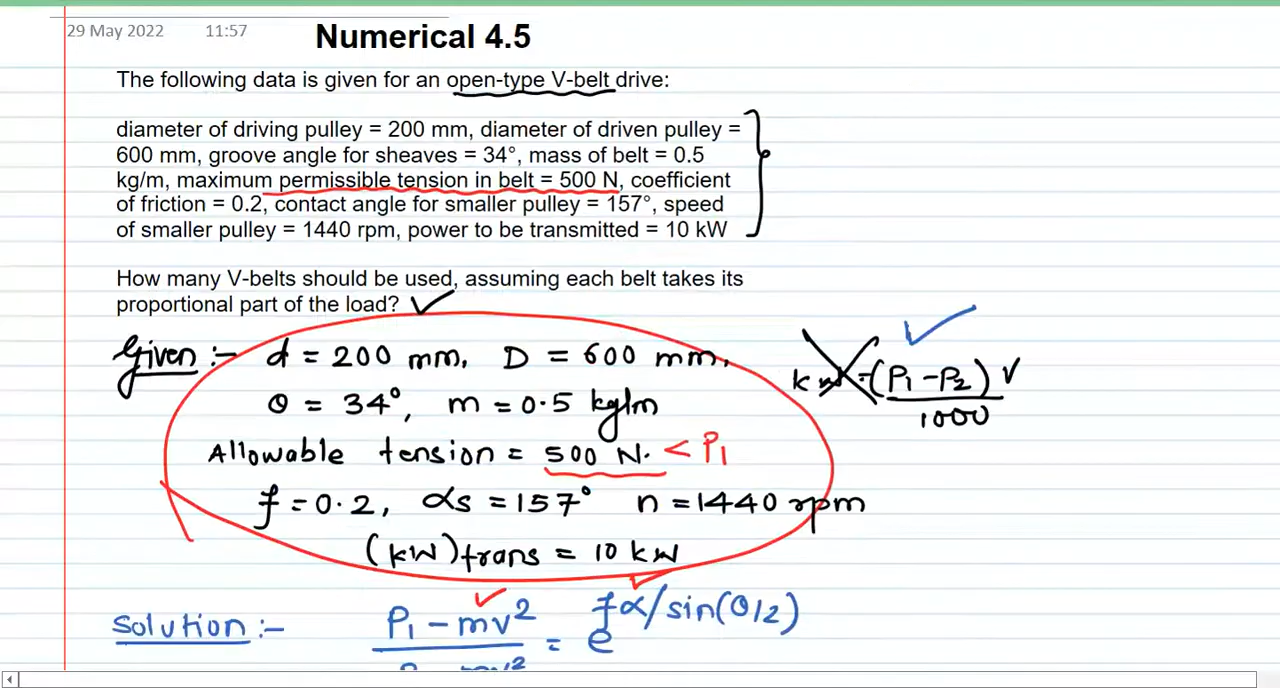 29 May 2022 11:57
Numerical 4.5
The following data is given for an open-type V-belt drive:
diameter of driving pulley = 200 mm, diameter of driven pulley =
600 mm, groove angle for sheaves = 34°, mass of belt = 0.5
kg/m, maximum permissible tension in belt = 500 N, coefficient
of friction = 0.2, contact angle for smaller pulley = 157°, speed
of smaller pulley = 1440 rpm, power to be transmitted = 10 kW
How many V-belts should be used, assuming each belt takes its
proportional part of the load?
Given :- d = 200 mm, D = 600 mm,
θ = 34°, m = 0.5 kg/m
Allowable tension = 500 N. < P1
f = 0.2, αs = 157° n = 1440 rpm
(kW)trans = 10 kW
kW = (P1 - P2) V
1000
Solution :- P1 - mv² = e fα/sin(θ/2)
mv²